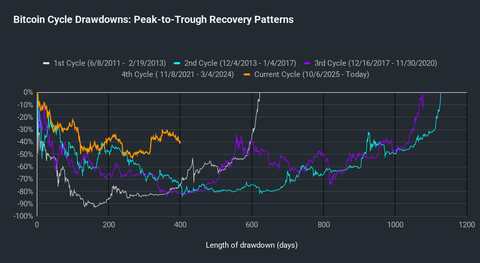 Bitcoin Cycle Drawdowns: Peak-to-Trough Recovery Patterns
1st Cycle (6/8/2011 - 2/19/2013) 2nd Cycle (12/4/2013 - 1/4/2017) 3rd Cycle (12/16/2017 - 11/30/2020)
4th Cycle ( 11/8/2021 - 3/4/2024) Current Cycle (10/6/2025 - Today)
0%
-10%
-20%
-30%
-40%
-50%
-60%
-70%
-80%
-90%
-100%
0 200 400 600 800 1000 1200
Length of drawdown (days)